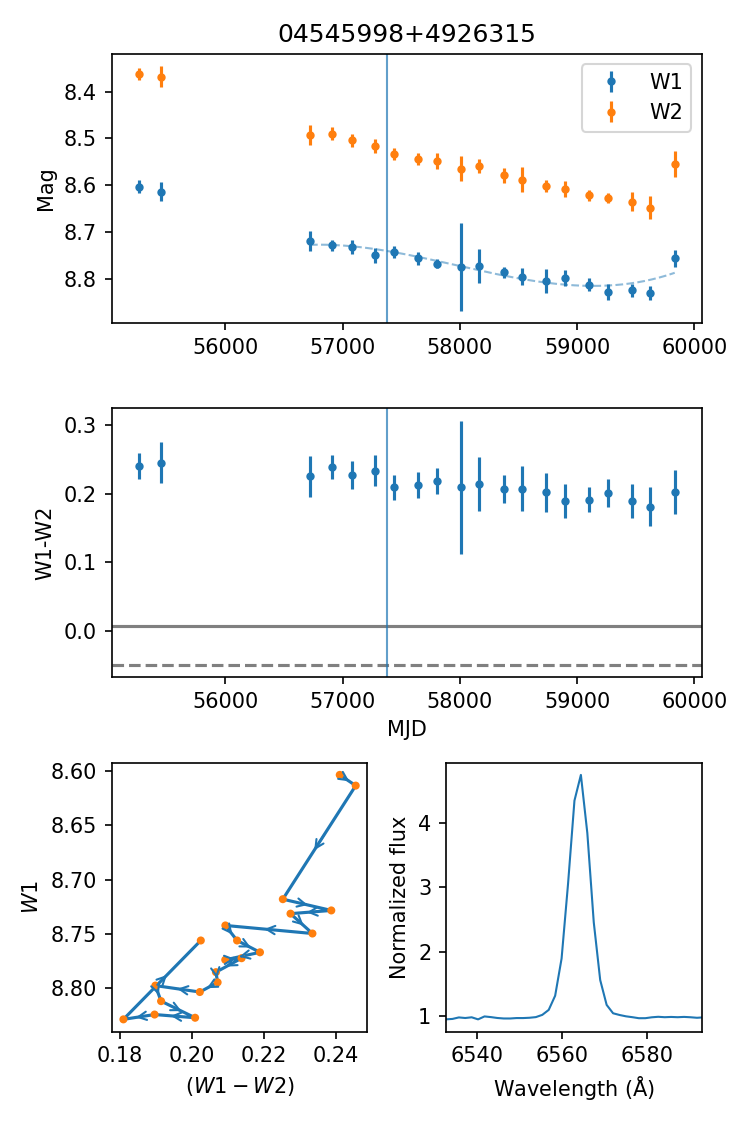 04545998+4926315
8.4
8.5
8.6
8.7
8.8
Mag
W1
W2
56000 57000 58000 59000 60000
0.3
0.2
0.1
0.0
W1-W2
56000 57000 58000 59000 60000
MJD
8.60
8.65
8.70
8.75
8.80
W1
0.18 0.20 0.22 0.24
(W1 − W2)
4
3
2
1
Normalized flux
6540 6560 6580
Wavelength (Å)